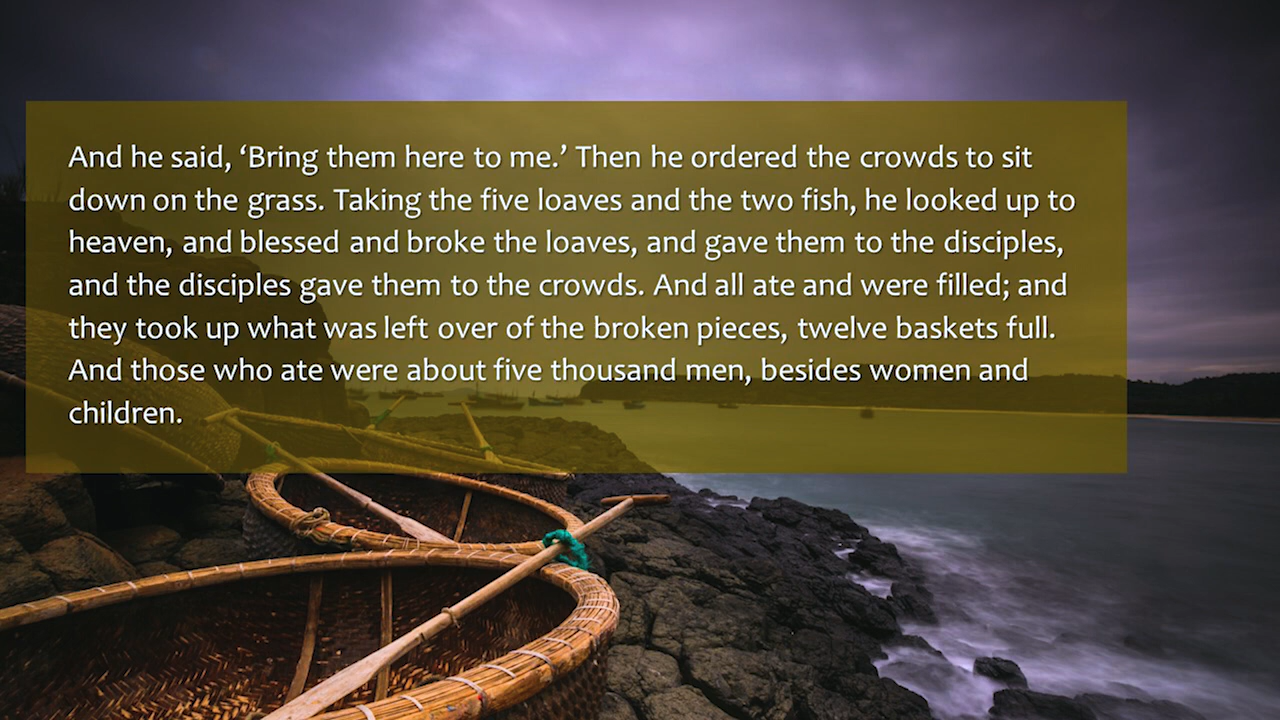 And he said, ‘Bring them here to me.’ Then he ordered the crowds to sit
down on the grass. Taking the five loaves and the two fish, he looked up to
heaven, and blessed and broke the loaves, and gave them to the disciples,
and the disciples gave them to the crowds. And all ate and were filled; and
they took up what was left over of the broken pieces, twelve baskets full.
And those who ate were about five thousand men, besides women and
children.